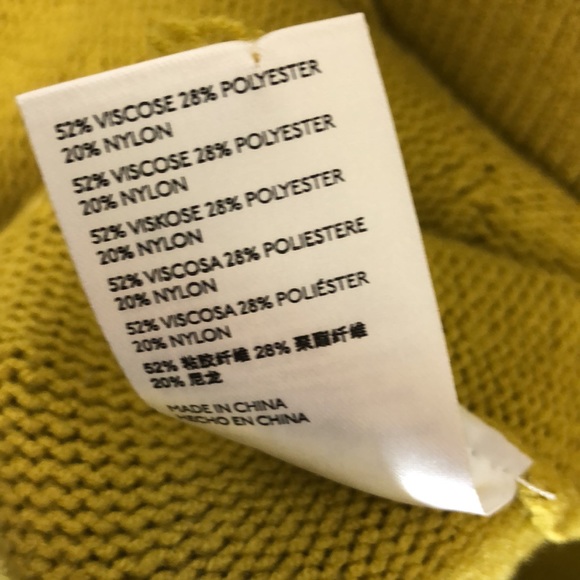 52% VISCOSE 28% POLYESTER
20% NYLON
52% VISCOSE 28% POLYESTER
20% NYLON
52% VISKOSE 28% POLYESTER
20% NYLON
52% VISCOSA 28% POLIESTERE
20% NYLON
52% VISCOSA 28% POLIÉSTER
20% NYLON
52% 粘胶纤维 28% 聚酯纤维
20% 尼龙
MADE IN CHINA
HECHO EN CHINA